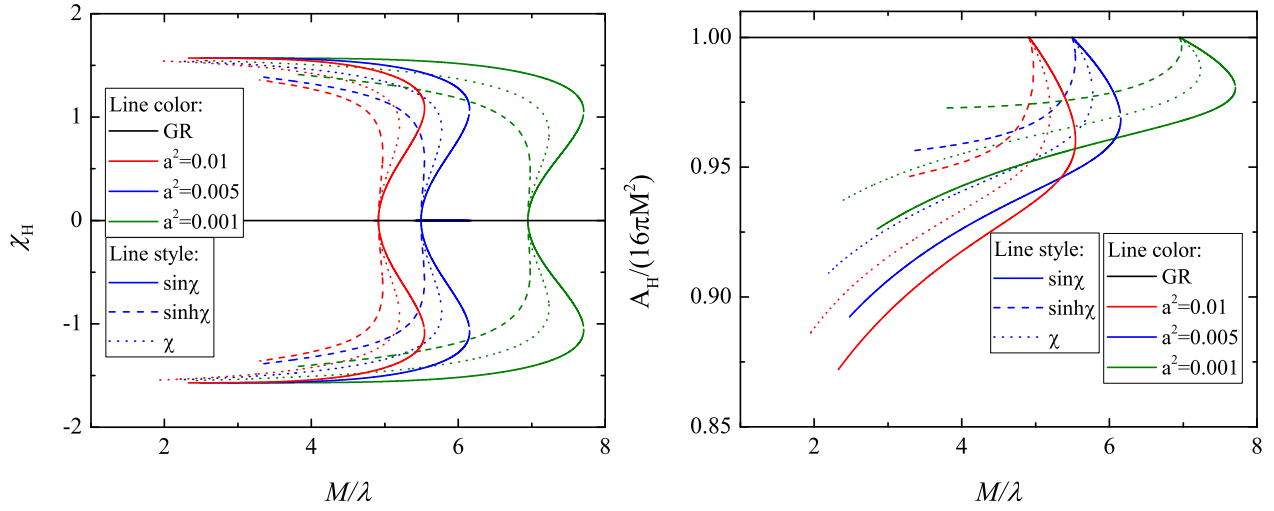 2
1
0
-1
-2
χH
Line color:
GR
a²=0.01
a²=0.005
a²=0.001
Line style:
sinχ
sinhχ
χ
2
4
6
8
M/λ
1.00
0.95
0.90
0.85
AH/(16πM²)
Line style:
sinχ
sinhχ
χ
Line color:
GR
a²=0.01
a²=0.005
a²=0.001
2
4
6
8
M/λ